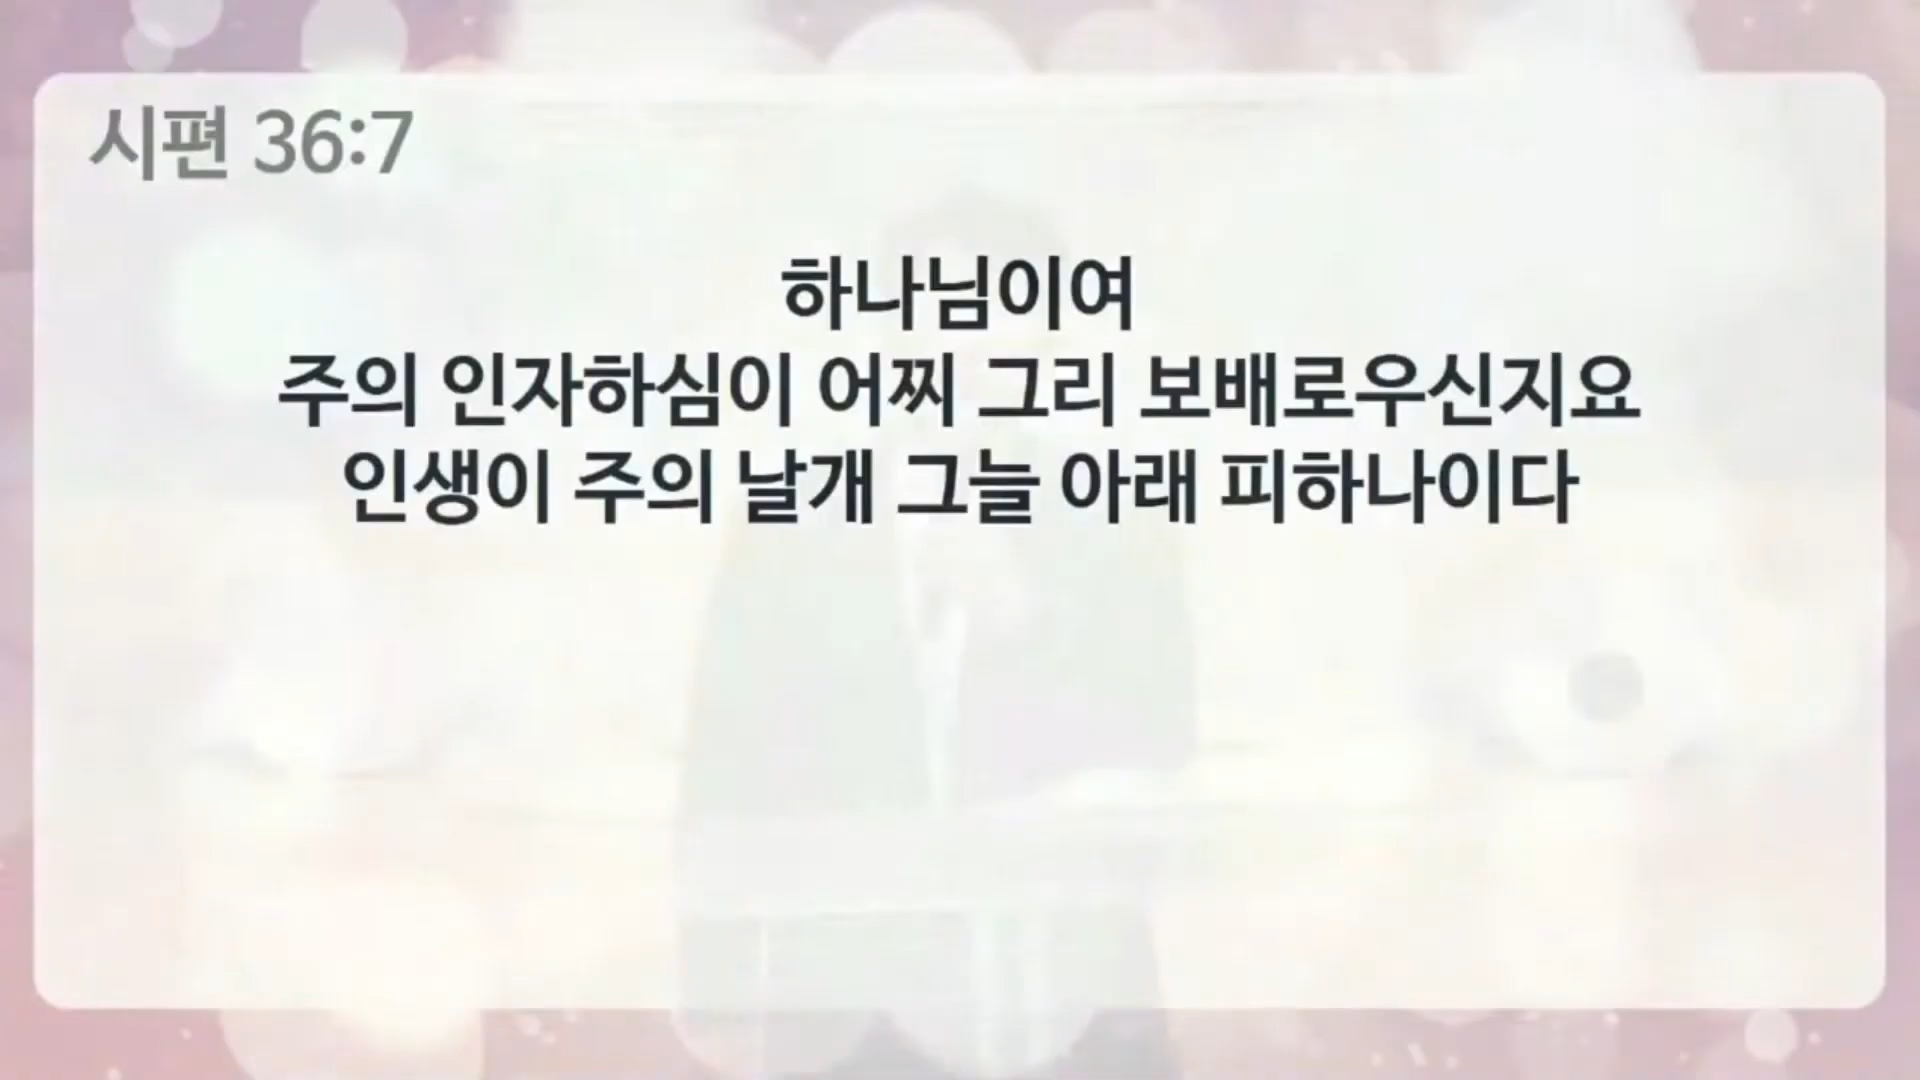 시편 36:7
하나님이여
주의 인자하심이 어찌 그리 보배로우신지요
인생이 주의 날개 그늘 아래 피하나이다